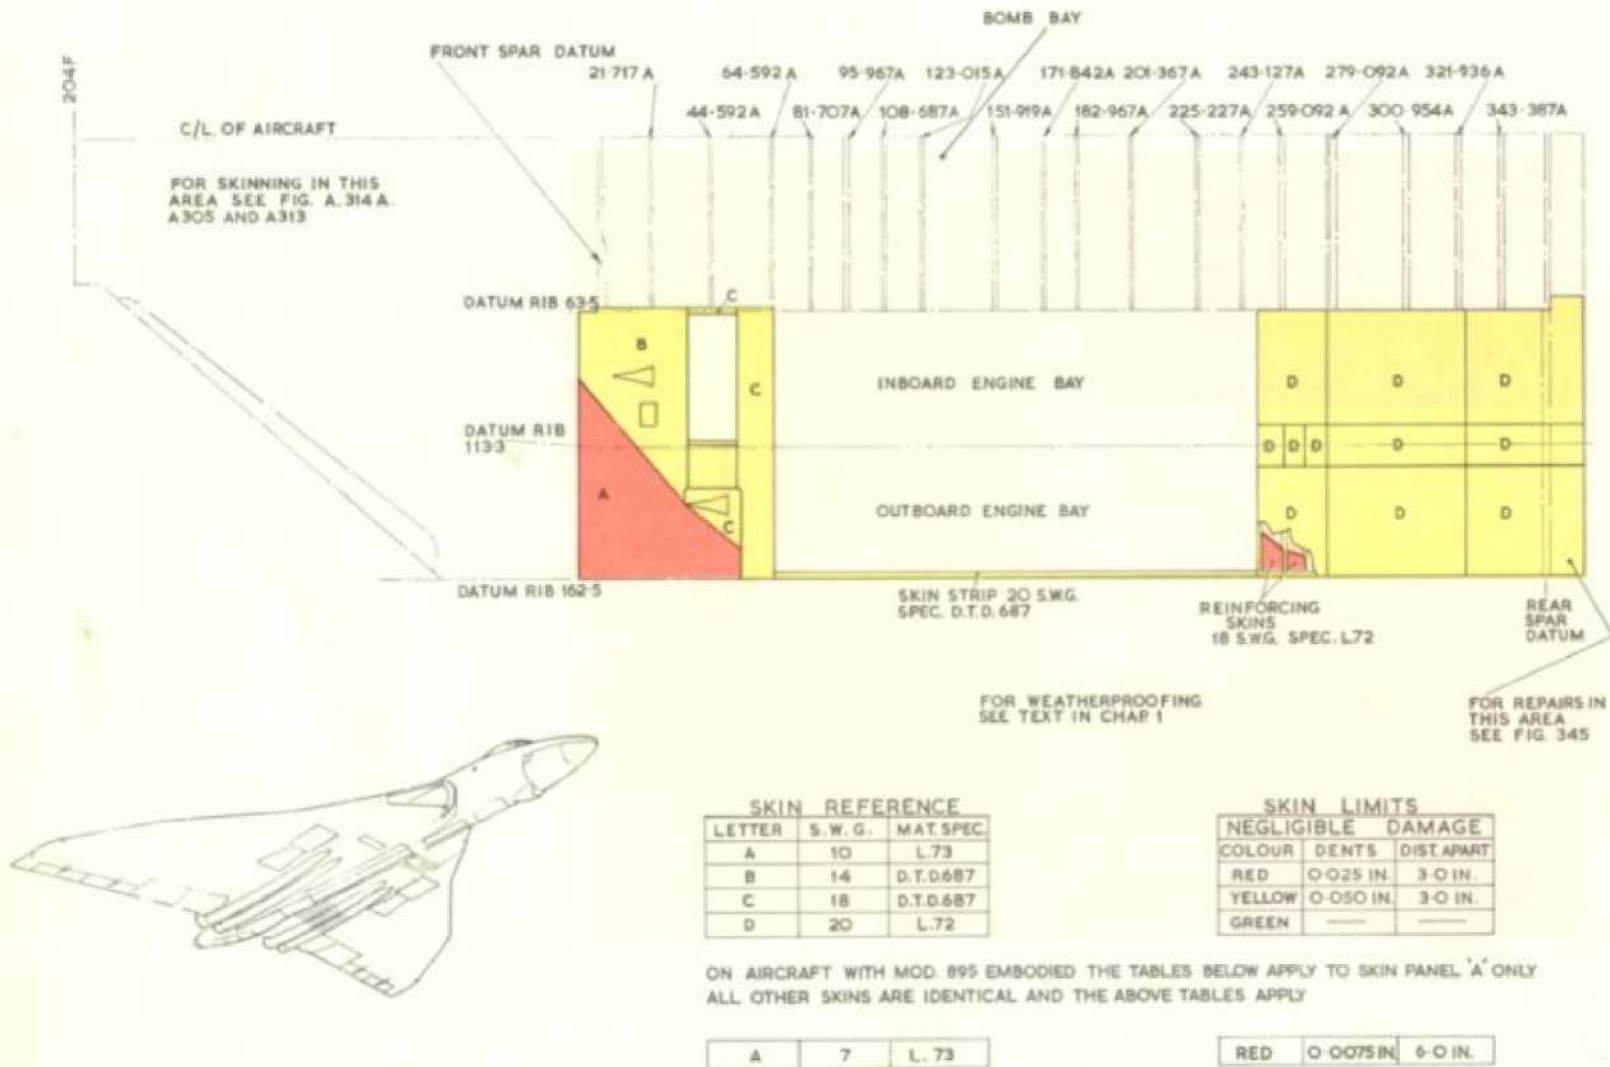 BOMB BAY
FRONT SPAR DATUM
21·717 A
64·592 A
95·967A
123·015A
171·842A
201·367A
243·127A
279·092A
321·936A
44·592A
81·707A
108·687A
151·919A
182·967A
225·227A
259·092 A
300·954A
343·387A
204F
C/L OF AIRCRAFT
FOR SKINNING IN THIS
AREA SEE FIG. A.314 A.
A305 AND A313
DATUM RIB 63·5
C
B
C
INBOARD ENGINE BAY
D
D
D
DATUM RIB
113·3
D
D
D
D
D
A
C
OUTBOARD ENGINE BAY
D
D
D
DATUM RIB 162·5
SKIN STRIP 20 S.W.G.
SPEC. D.T.D. 687
REINFORCING
SKINS
18 S.W.G. SPEC. L.72
REAR
SPAR
DATUM
FOR WEATHERPROOFING
SEE TEXT IN CHAP. 1
FOR REPAIRS IN
THIS AREA
SEE FIG. 345
SKIN REFERENCE
LETTER S.W.G. MAT. SPEC.
A 10 L.73
B 14 D.T.D.687
C 18 D.T.D.687
D 20 L.72
SKIN LIMITS
NEGLIGIBLE DAMAGE
COLOUR DENTS DIST. APART
RED 0·025 IN. 3·0 IN.
YELLOW 0·050 IN. 3·0 IN.
GREEN — —
ON AIRCRAFT WITH MOD. 895 EMBODIED THE TABLES BELOW APPLY TO SKIN PANEL 'A' ONLY
ALL OTHER SKINS ARE IDENTICAL AND THE ABOVE TABLES APPLY
A 7 L. 73
RED 0·0075 IN. 6·0 IN.